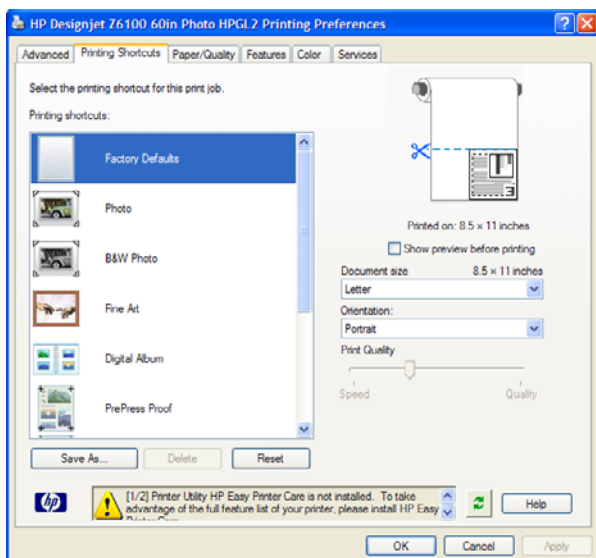 HP Designjet Z6100 60in Photo HPGL2 Printing Preferences
Advanced Printing Shortcuts Paper/Quality Features Color Services
Select the printing shortcut for this print job.
Printing shortcuts:
Factory Defaults
Photo
B&W Photo
Fine Art
Digital Album
PrePress Proof
Save As... Delete Reset
3
Printed on: 8.5 × 11 inches
Show preview before printing
Document size 8.5 × 11 inches
Letter
Orientation:
Portrait
Print Quality
Speed Quality
hp
[1/2] Printer Utility HP Easy Printer Care is not installed. To take
advantage of the full feature list of your printer, please install HP Easy
Printer Care
Help
OK Cancel Apply